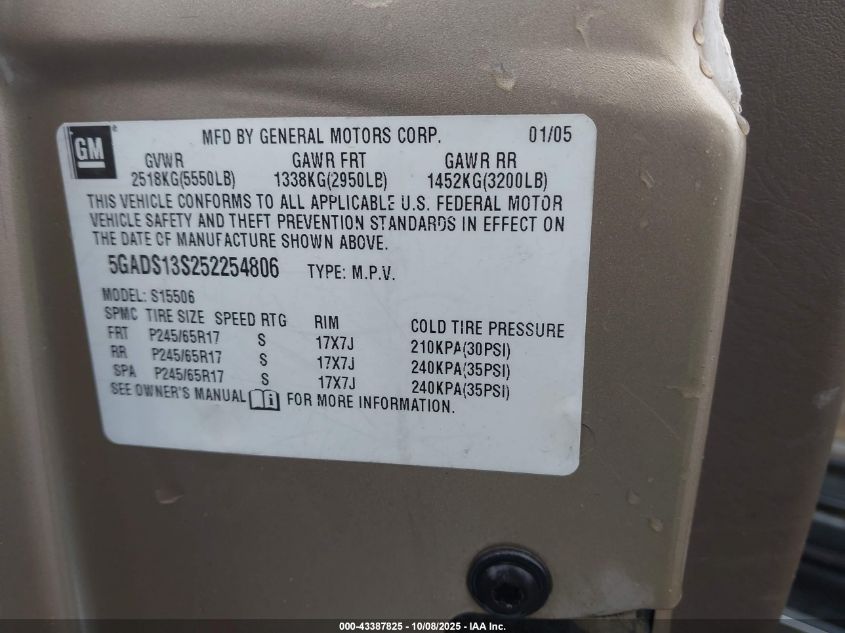 GM
MFD BY GENERAL MOTORS CORP. 01/05
GVWR GAWR FRT GAWR RR
2518KG(5550LB) 1338KG(2950LB) 1452KG(3200LB)
THIS VEHICLE CONFORMS TO ALL APPLICABLE U.S. FEDERAL MOTOR
VEHICLE SAFETY AND THEFT PREVENTION STANDARDS IN EFFECT ON
THE DATE OF MANUFACTURE SHOWN ABOVE.
5GADS13S252254806 TYPE: M.P.V.
MODEL: S15506
SPMC TIRE SIZE SPEED RTG RIM COLD TIRE PRESSURE
FRT P245/65R17 S 17X7J 210KPA(30PSI)
RR P245/65R17 S 17X7J 240KPA(35PSI)
SPA P245/65R17 S 17X7J 240KPA(35PSI)
SEE OWNER'S MANUAL FOR MORE INFORMATION.
000-43387825 - 10/08/2025 - IAA Inc.